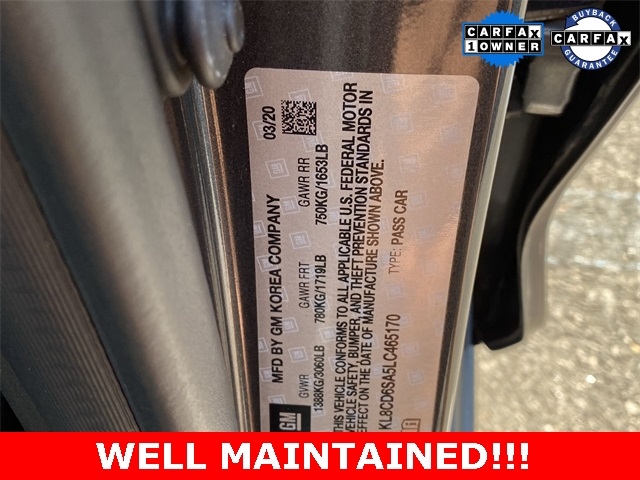 CARFAX
1 OWNER
BUYBACK
CARFAX
GUARANTEE
MFD BY GM KOREA COMPANY 03/20
GVWR GAWR FRT GAWR RR
1388KG/3060LB 780KG/1719LB 750KG/1653LB
THIS VEHICLE CONFORMS TO ALL APPLICABLE U.S. FEDERAL MOTOR
VEHICLE SAFETY, BUMPER, AND THEFT PREVENTION STANDARDS IN
EFFECT ON THE DATE OF MANUFACTURE SHOWN ABOVE.
KL8CD6SA5LC465170 TYPE: PASS CAR
GM
WELL MAINTAINED!!!